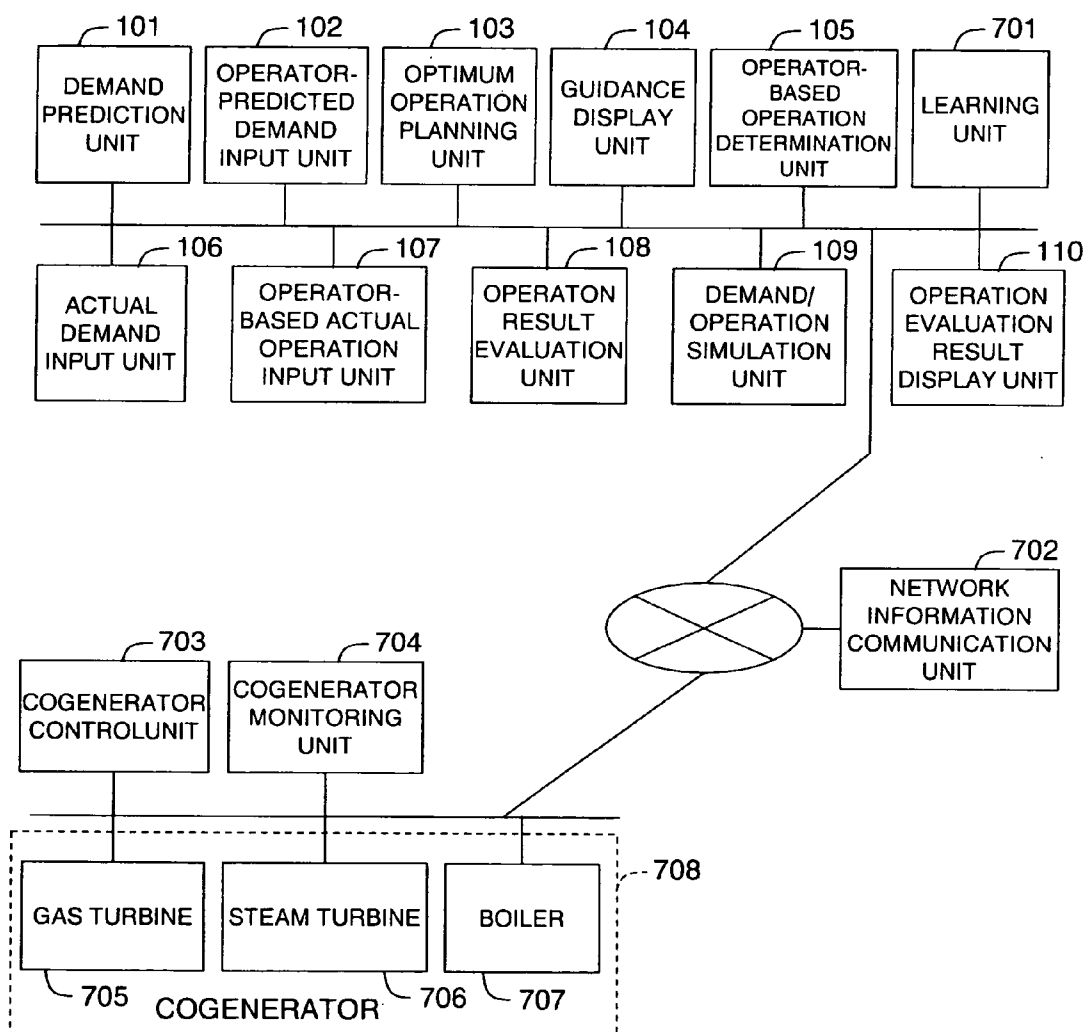 101
102
103
104
105
701
DEMAND
PREDICTION
UNIT
OPERATOR-
PREDICTED
DEMAND
INPUT UNIT
OPTIMUM
OPERATION
PLANNING
UNIT
GUIDANCE
DISPLAY UNIT
OPERATOR-
BASED
OPERATION
DETERMINATION
UNIT
LEARNING
UNIT
106
107
108
109
110
ACTUAL
DEMAND
INPUT UNIT
OPERATOR-
BASED ACTUAL
OPERATION
INPUT UNIT
OPERATON
RESULT
EVALUATION
UNIT
DEMAND/
OPERATION
SIMULATION
UNIT
OPERATION
EVALUATION
RESULT
DISPLAY UNIT
702
NETWORK
INFORMATION
COMMUNICATION
UNIT
703
704
COGENERATOR
CONTROLUNIT
COGENERATOR
MONITORING
UNIT
708
GAS TURBINE
STEAM TURBINE
BOILER
705
706
707
COGENERATOR